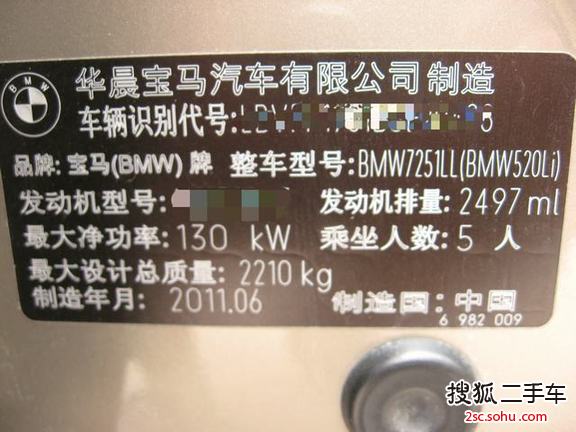 BMW
华晨宝马汽车有限公司制造
车辆识别代号:
品牌:宝马(BMW)牌 整车型号:BMW7251LL(BMW520Li)
发动机型号: 发动机排量:2497 ml
最大净功率:130 kW 乘坐人数:5 人
最大设计总质量:2210 kg
制造年月:2011.06 制造国:中国
6 982 009
搜狐二手车
2sc.sohu.com